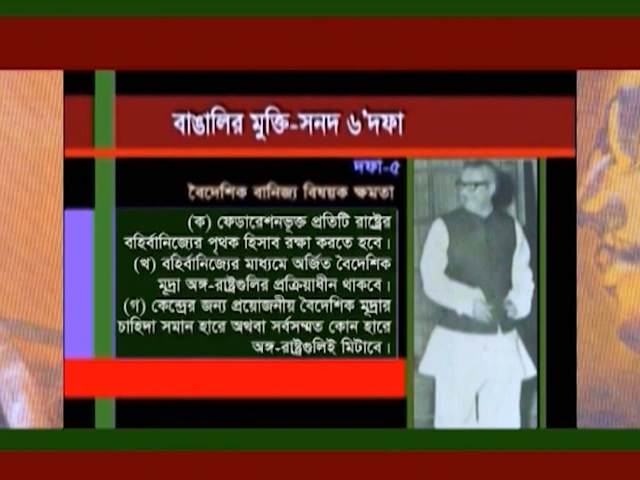 বাঙালির মুক্তি-সনদ ৬'দফা
দফা-৫
বৈদেশিক বানিজ্য বিষয়ক ক্ষমতা
(ক) ফেডারেশনভূক্ত প্রতিটি রাষ্ট্রের
বহির্বানিজ্যের পৃথক হিসাব রক্ষা করতে হবে।
(খ) বহির্বানিজ্যের মাধ্যমে অর্জিত বৈদেশিক
মূদ্রা অঙ্গ-রাষ্ট্রগুলির প্রক্রিয়াধীন থাকবে।
(গ) কেন্দ্রের জন্য প্রয়োজনীয় বৈদেশিক মূদ্রার
চাহিদা সমান হারে অথবা সর্বসম্মত কোন হারে
অঙ্গ-রাষ্ট্রগুলিই মিটাবে।